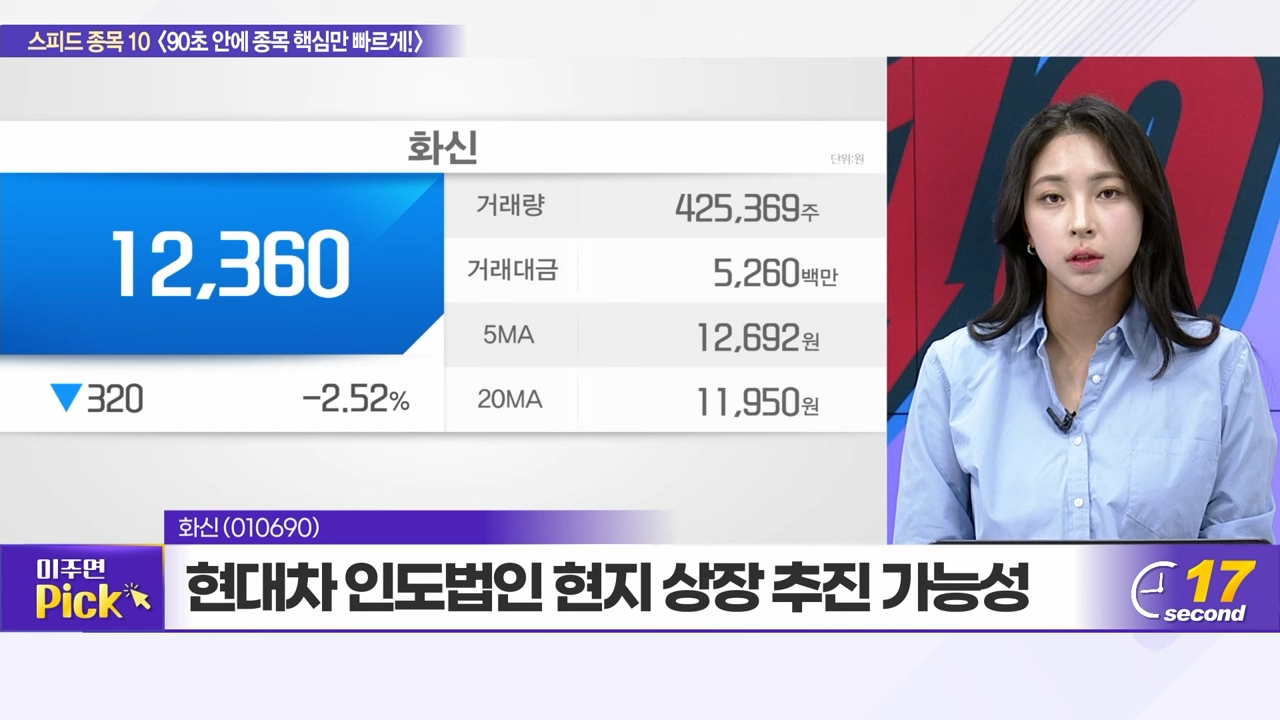 스피드 종목 10 <90초 안에 종목 핵심만 빠르게!>
화신
단위:원
12,360
▼320 -2.52%
거래량 425,369주
거래대금 5,260백만
5MA 12,692원
20MA 11,950원
화신(010690)
미주면
Pick
현대차 인도법인 현지 상장 추진 가능성
17
second
10